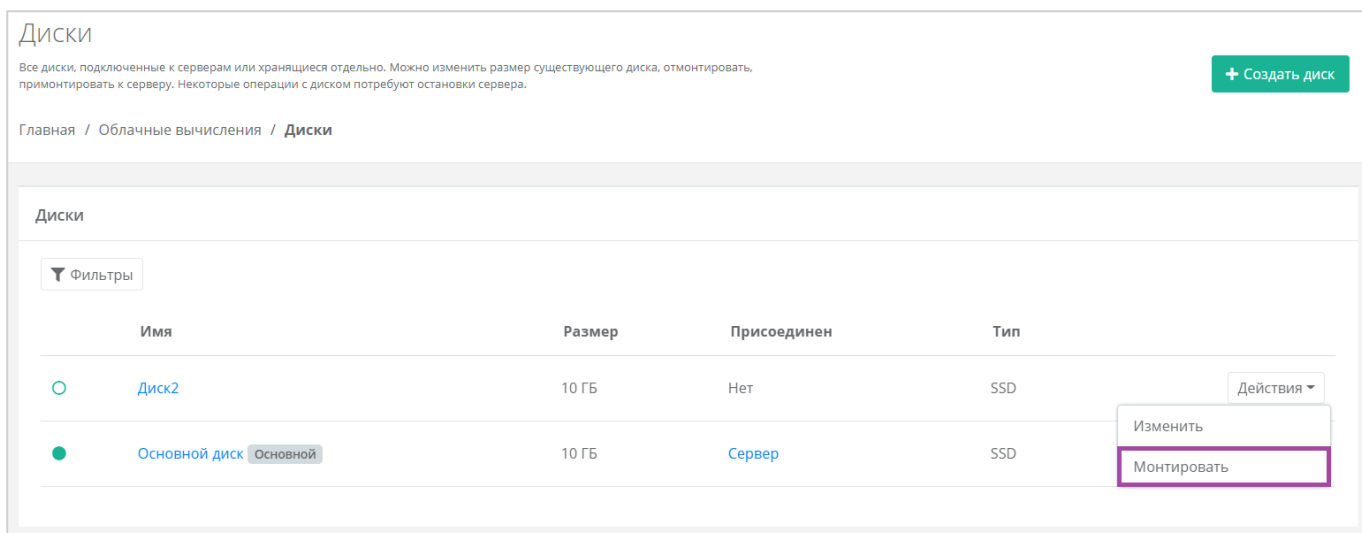 Диски
Все диски, подключенные к серверам или хранящиеся отдельно. Можно изменить размер существующего диска, отмонтировать,
примонтировать к серверу. Некоторые операции с диском потребуют остановки сервера.
+ Создать диск
Главная / Облачные вычисления / Диски
Диски
Фильтры
Имя Размер Присоединен Тип
Диск2 10 ГБ Нет SSD Действия
Изменить
Основной диск Основной 10 ГБ Сервер SSD
Монтировать